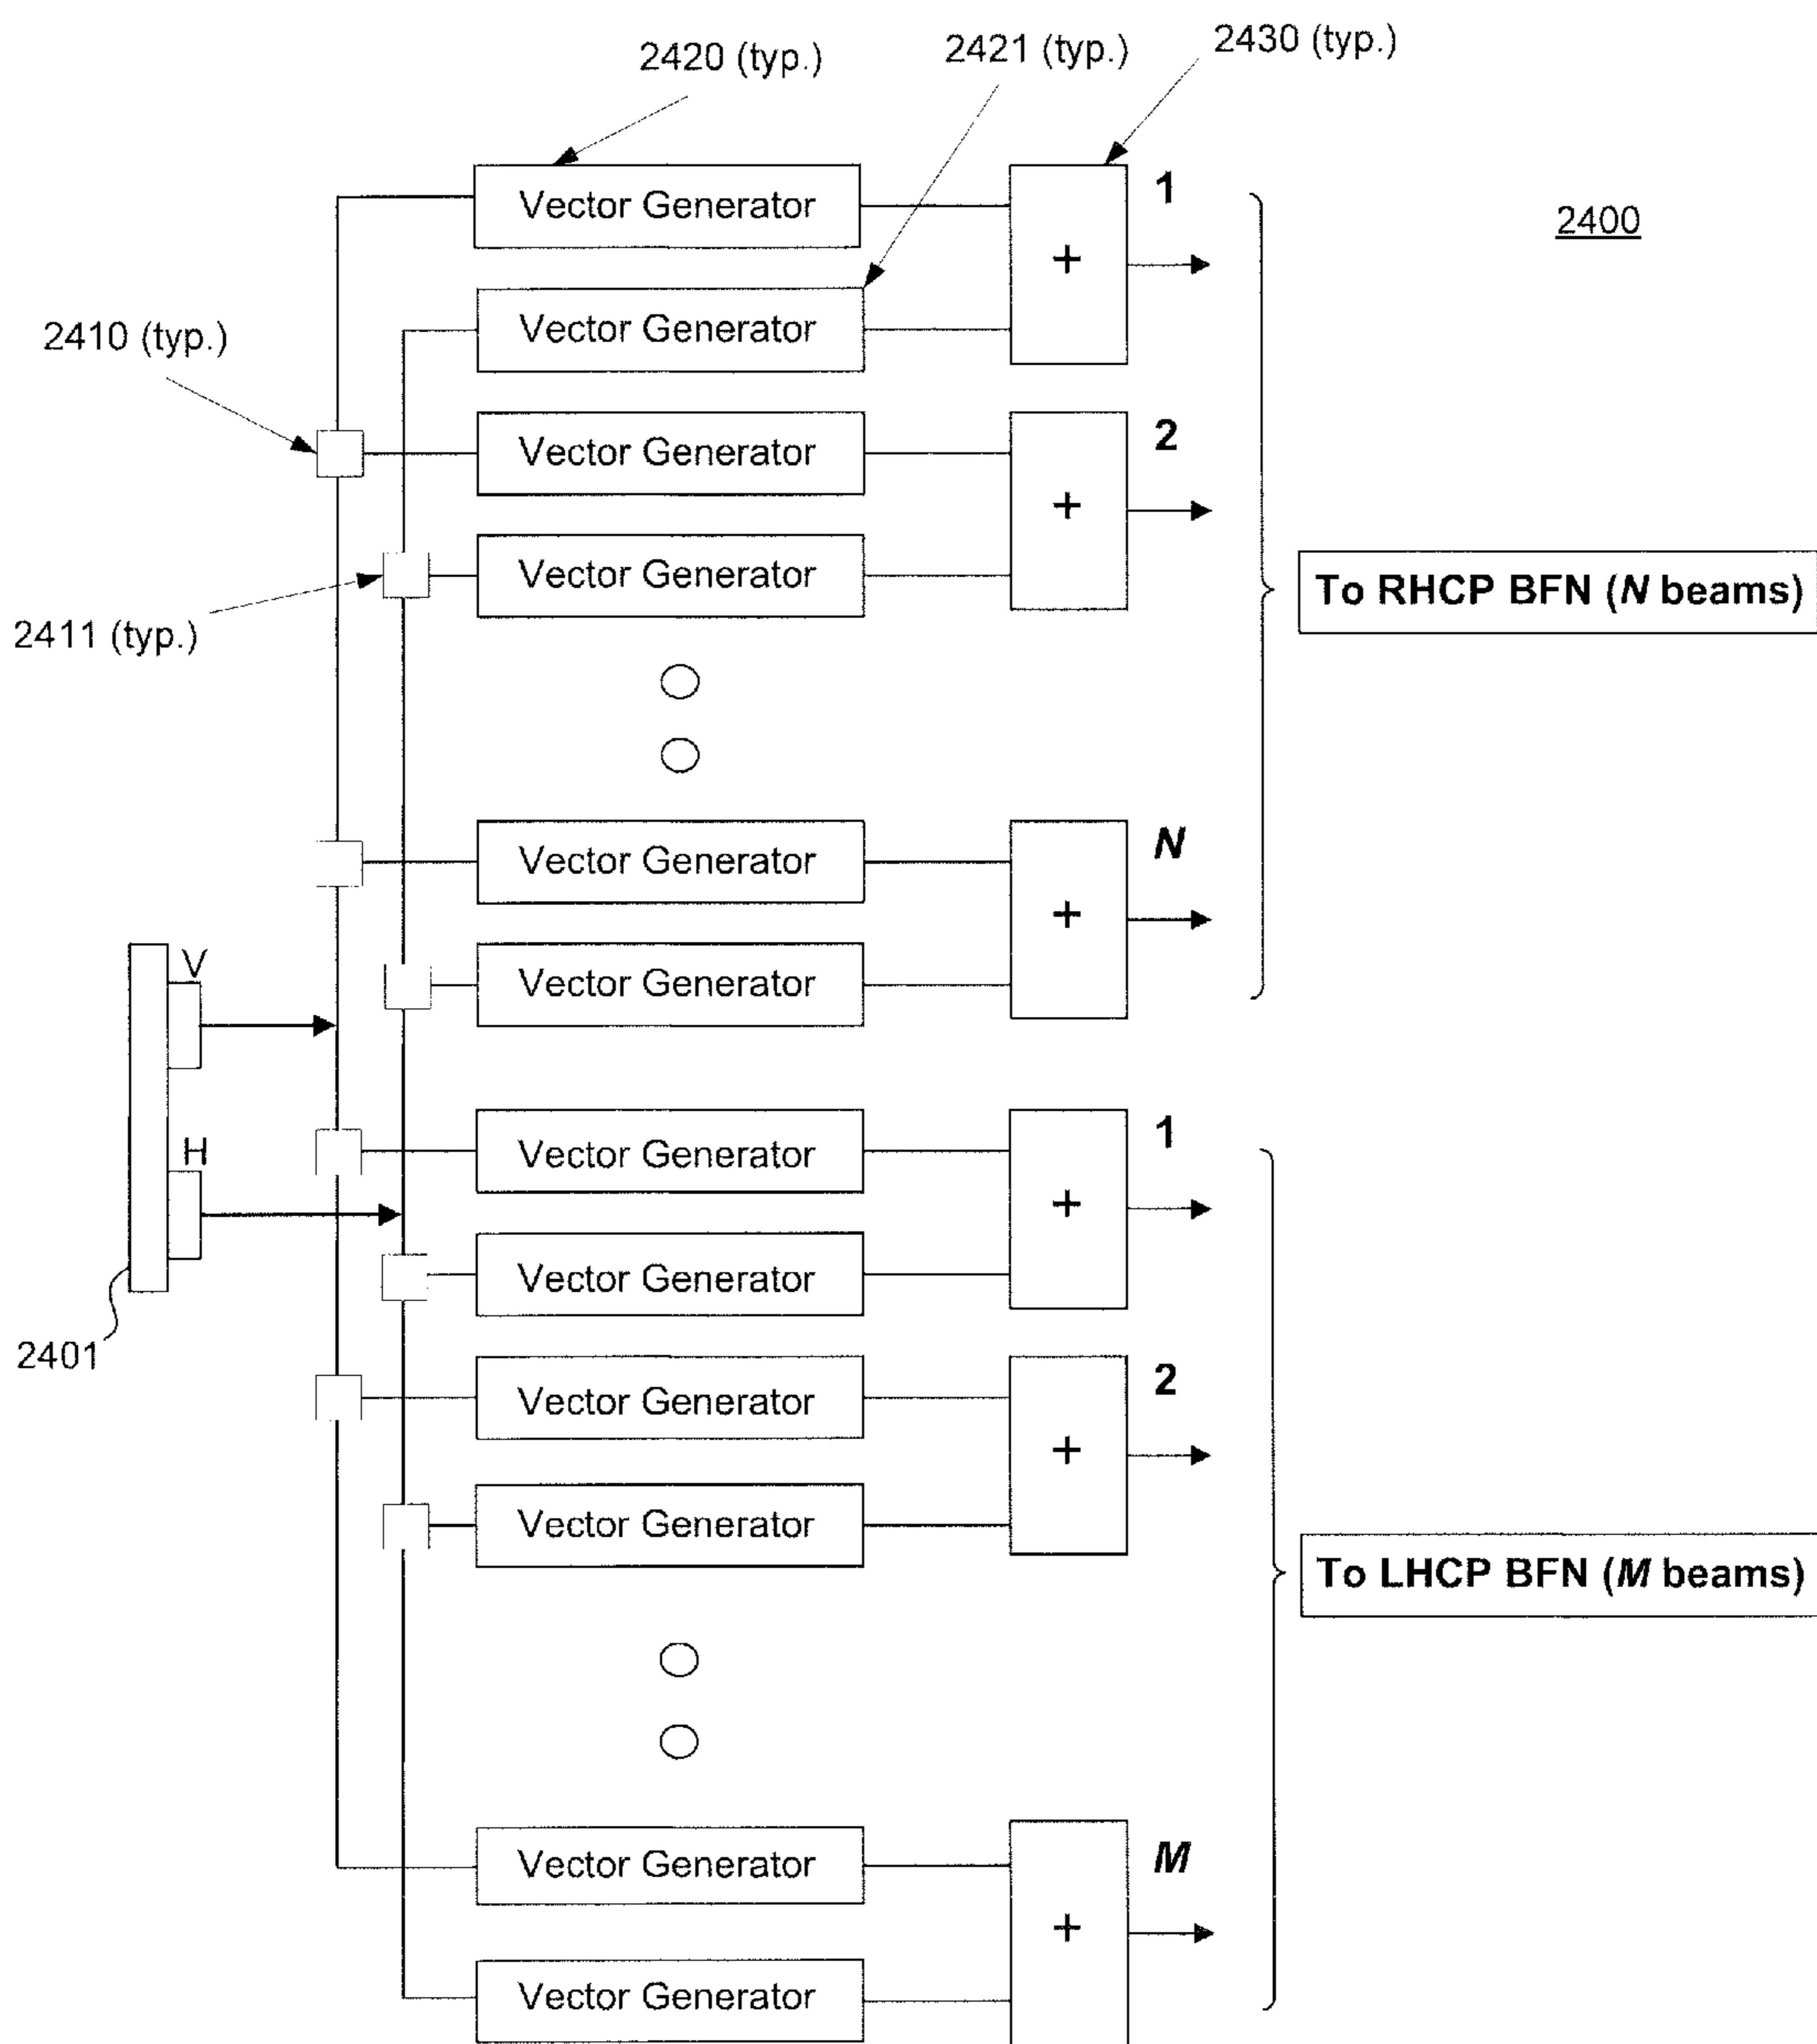 2420 (typ.)
2421 (typ.)
2430 (typ.)
2400
Vector Generator
1
+
Vector Generator
2410 (typ.)
Vector Generator
2
+
Vector Generator
2411 (typ.)
To RHCP BFN (N beams)
Vector Generator
N
+
Vector Generator
V
H
Vector Generator
1
+
Vector Generator
2401
Vector Generator
2
+
Vector Generator
To LHCP BFN (M beams)
Vector Generator
M
+
Vector Generator